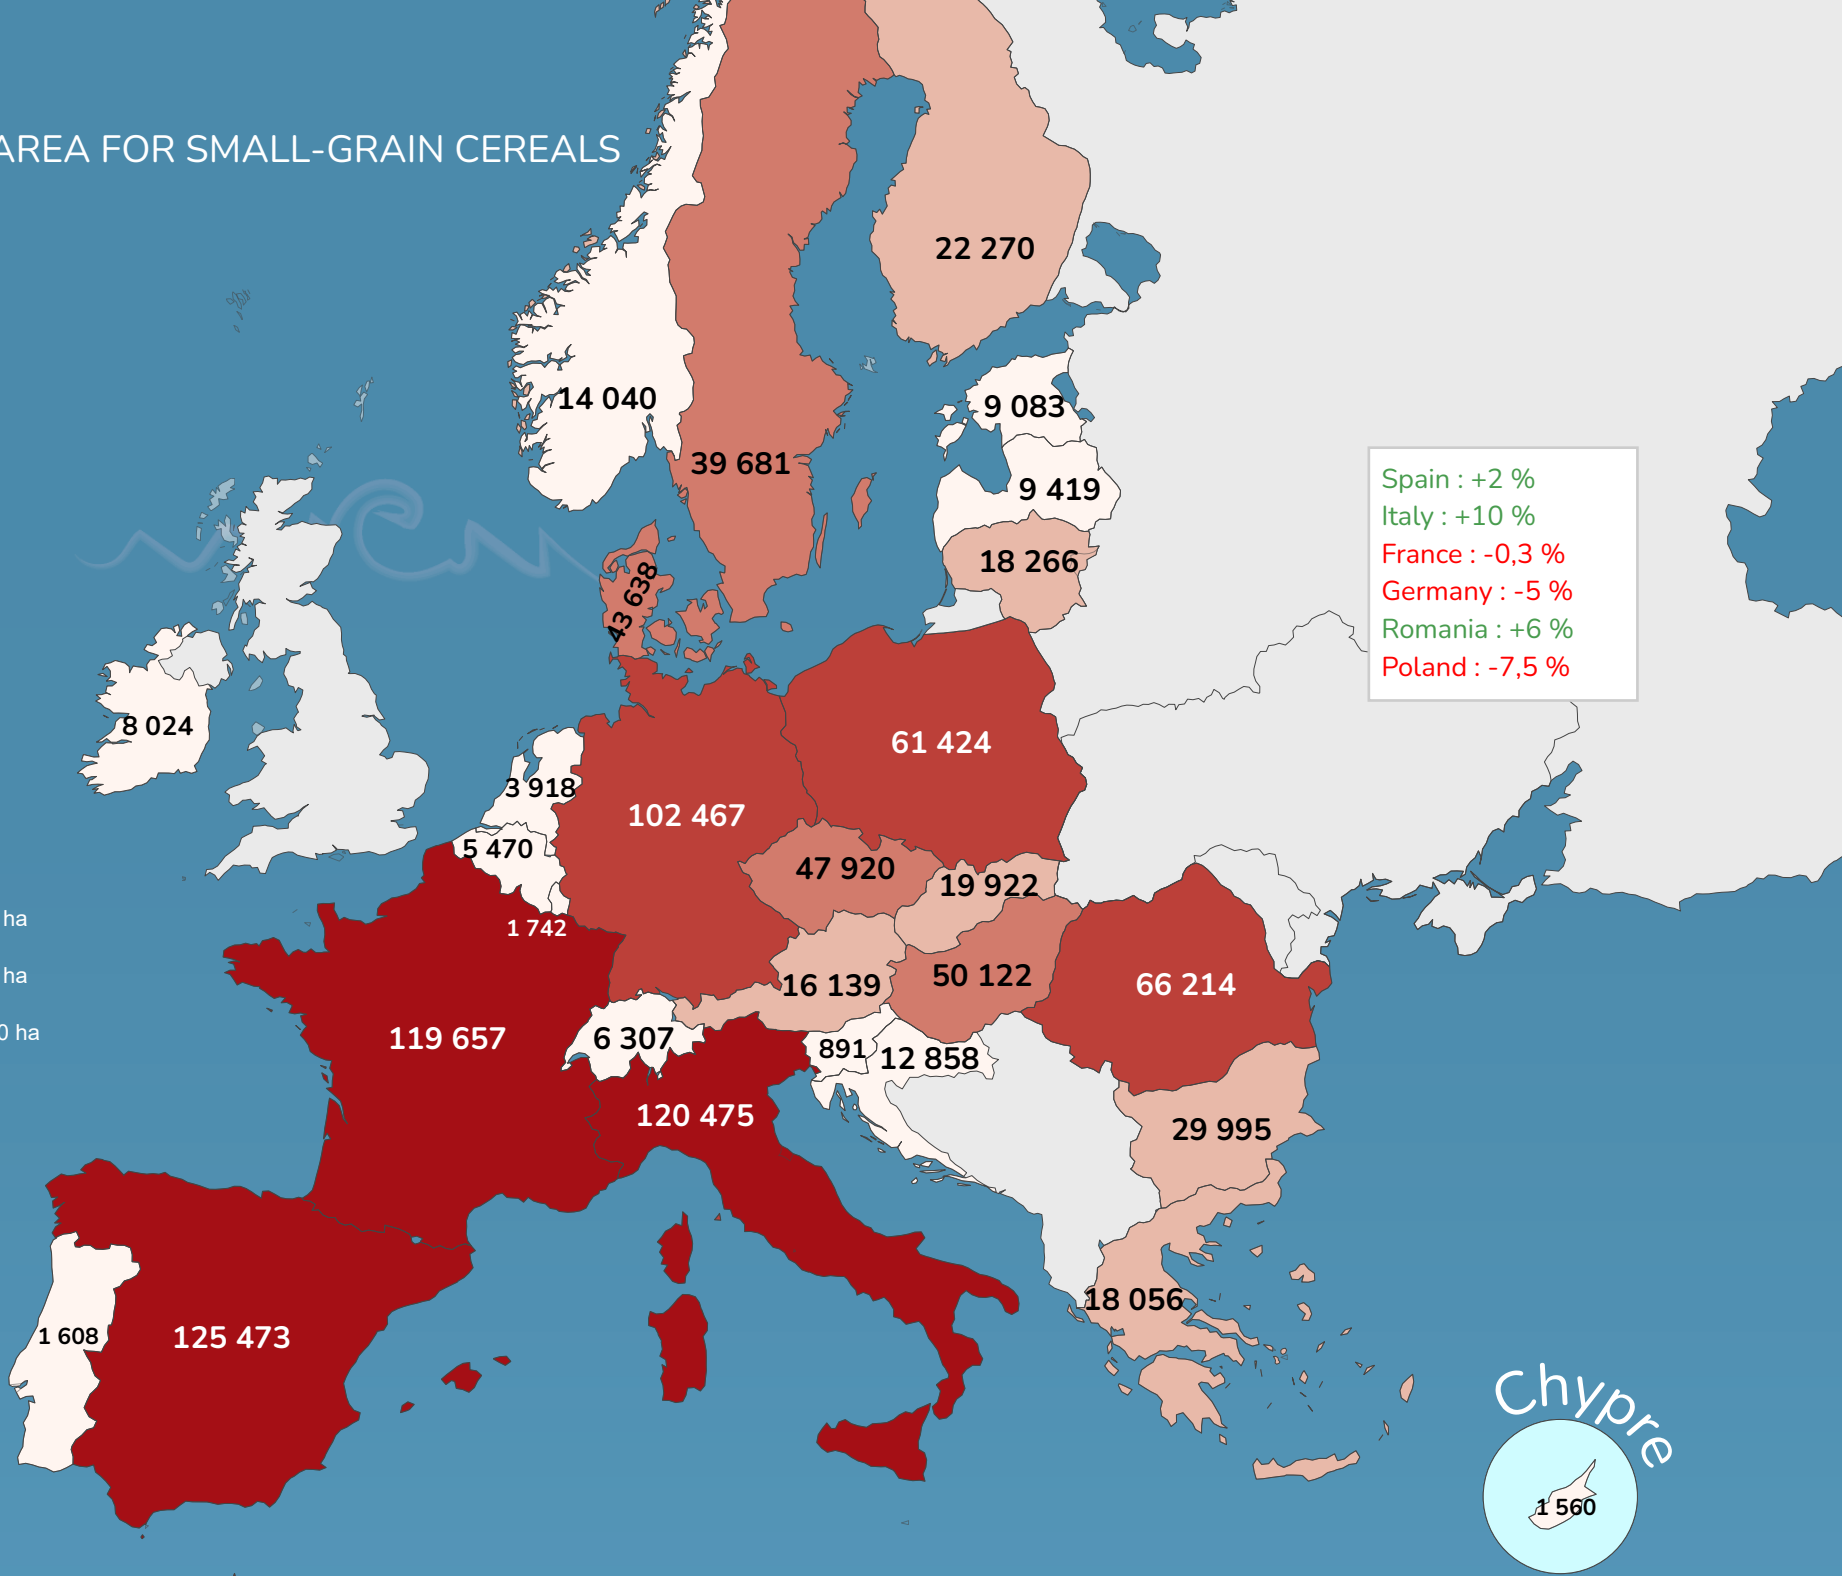 AREA FOR SMALL-GRAIN CEREALS
22 270
14 040
9 083
39 681
9 419
18 266
43 638
Spain : +2 %
Italy : +10 %
France : -0,3 %
Germany : -5 %
Romania : +6 %
Poland : -7,5 %
8 024
61 424
3 918
102 467
5 470
47 920
19 922
ha
1 742
ha
50 122
16 139
66 214
0 ha
119 657
6 307
891
12 858
120 475
29 995
18 056
1 608
125 473
Chypre
1 560